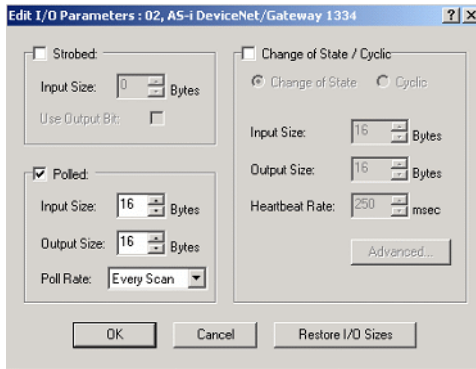 Edit I/O Parameters : 02, AS-i DeviceNet/Gateway 1334
Strobed:
Input Size: 0 Bytes
Use Output Bit:
Polled:
Input Size: 16 Bytes
Output Size: 16 Bytes
Poll Rate: Every Scan
Change of State / Cyclic
Change of State Cyclic
Input Size: 16 Bytes
Output Size: 16 Bytes
Heartbeat Rate: 250 msec
Advanced...
OK Cancel Restore I/O Sizes